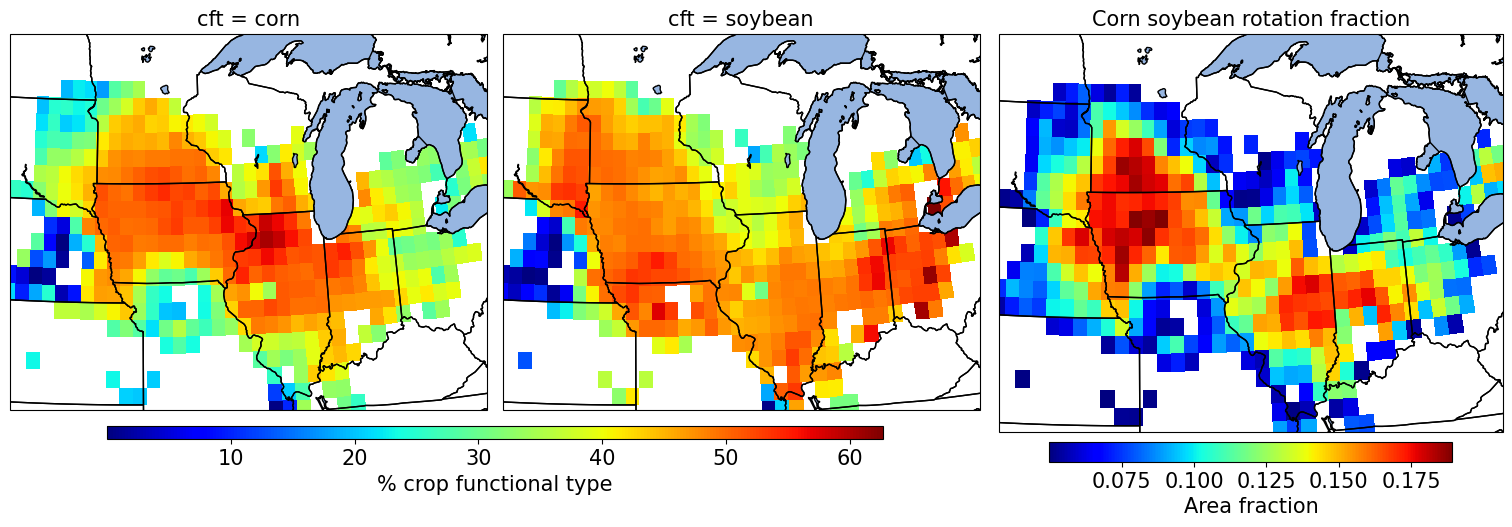 cft = corn
cft = soybean
Corn soybean rotation fraction
10 20 30 40 50 60
% crop functional type
0.075 0.100 0.125 0.150 0.175
Area fraction